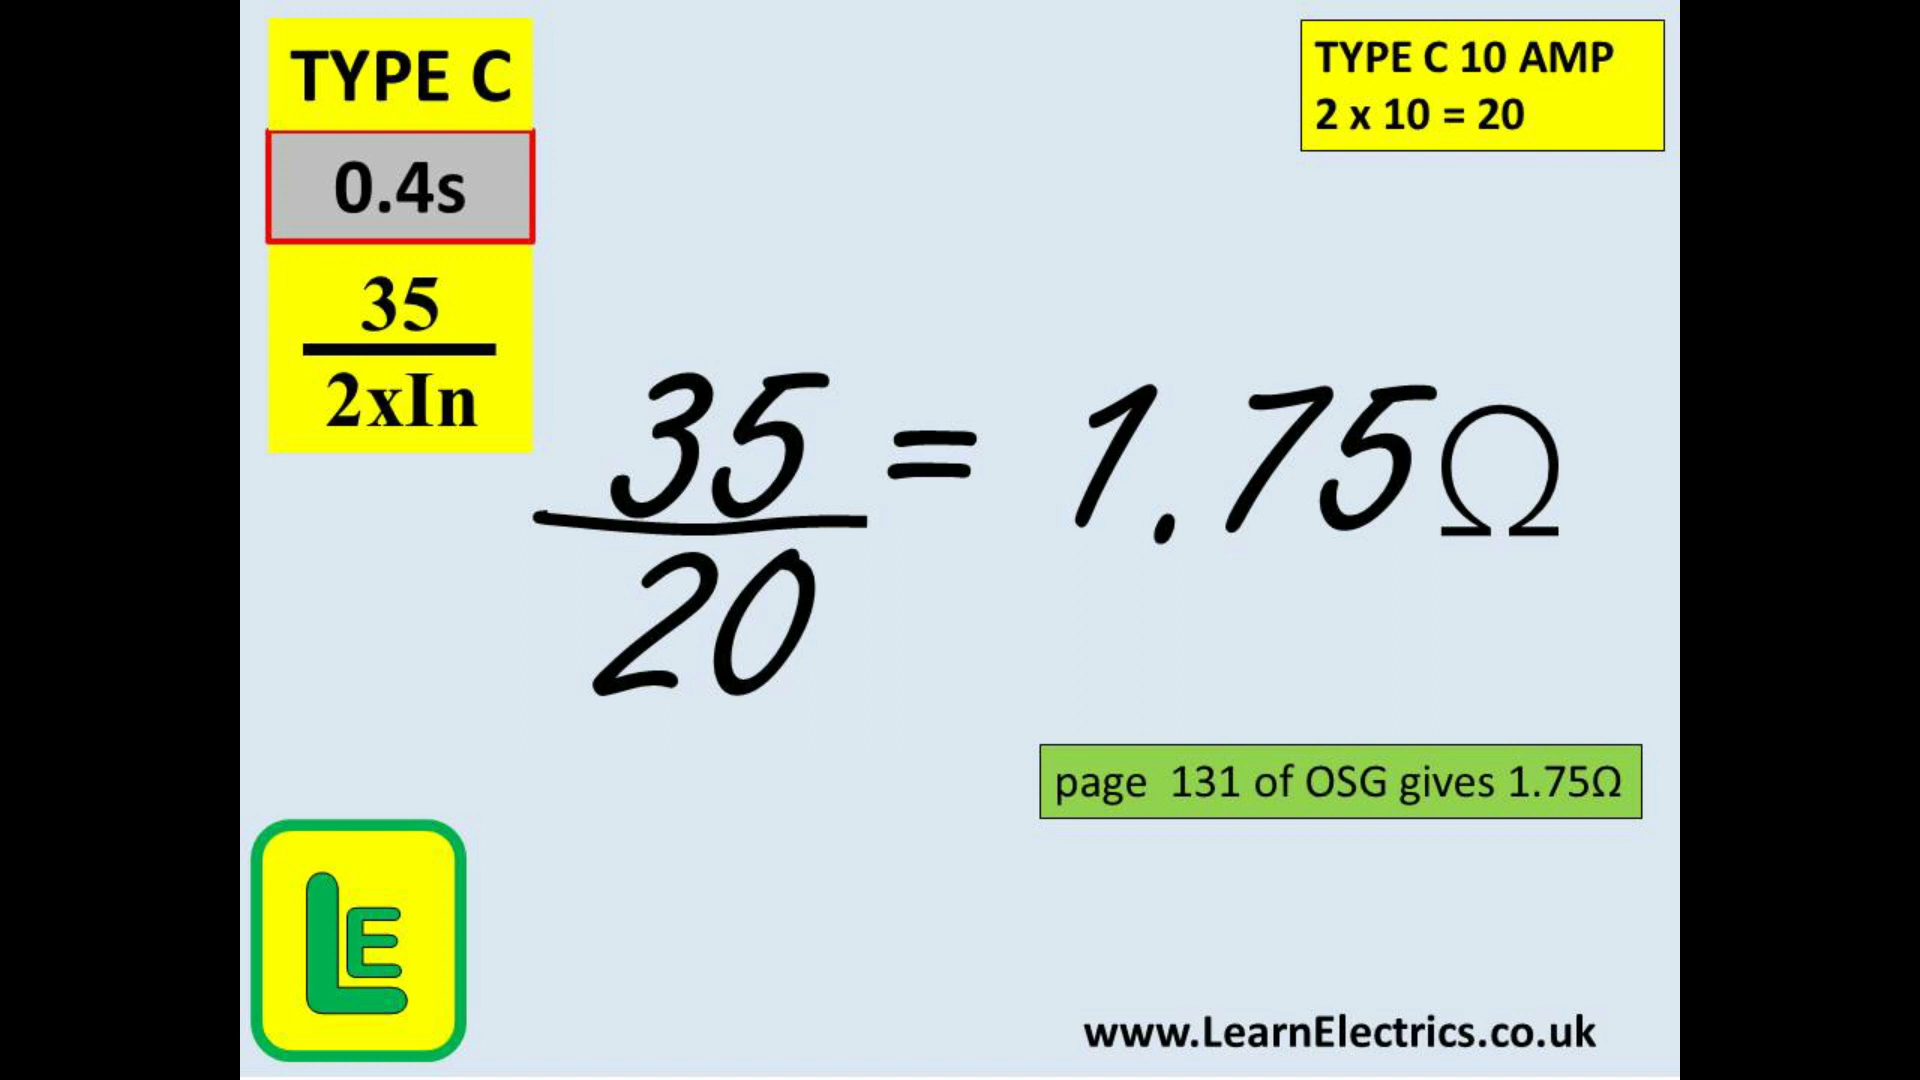 TYPE C
0.4s
35
2xIn
TYPE C 10 AMP
2 x 10 = 20
35
20
= 1.75Ω
page 131 of OSG gives 1.75Ω
LE
www.LearnElectrics.co.uk